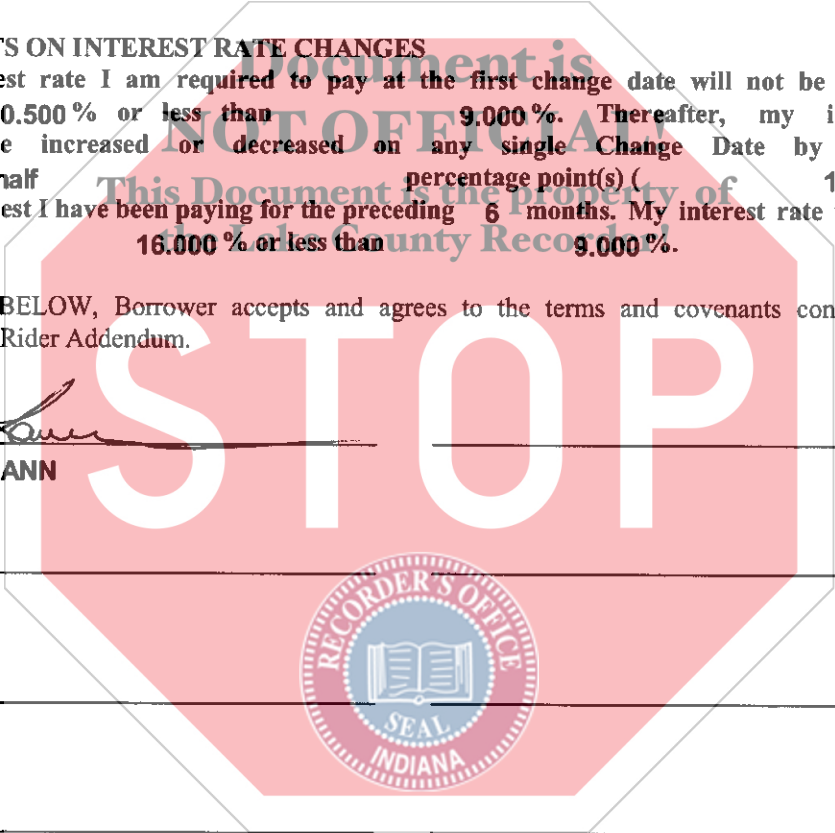 TS ON INTEREST RATE CHANGES
est rate I am required to pay at the first change date will not be
0.500 % or less than 9.000 %. Thereafter, my i
e increased or decreased on any single Change Date by
half percentage point(s) ( 1
est I have been paying for the preceding 6 months. My interest rate
16.000 % or less than 9.000 %.
BELOW, Borrower accepts and agrees to the terms and covenants con
Rider Addendum.
ANN
Document is
NOT OFFICIAL!
This Document is the property of
the Lake County Recorder!
STOP
RECORDER'S OFFICE
SEAL
INDIANA